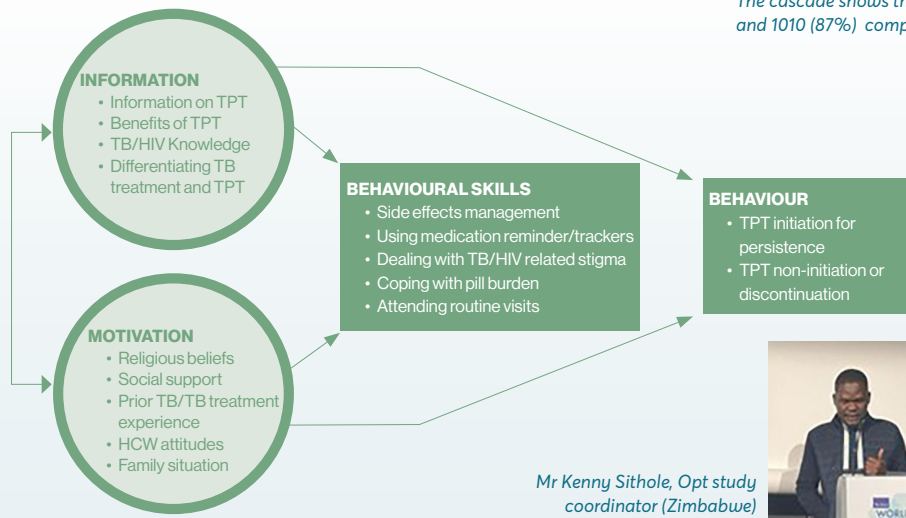 The cascade shows th
and 1010 (87%) comp
INFORMATION
• Information on TPT
• Benefits of TPT
• TB/HIV Knowledge
• Differentiating TB
treatment and TPT
BEHAVIOURAL SKILLS
• Side effects management
• Using medication reminder/trackers
• Dealing with TB/HIV related stigma
• Coping with pill burden
• Attending routine visits
BEHAVIOUR
• TPT initiation for
persistence
• TPT non-initiation or
discontinuation
MOTIVATION
• Religious beliefs
• Social support
• Prior TB/TB treatment
experience
• HCW attitudes
• Family situation
Mr Kenny Sithole, Opt study
coordinator (Zimbabwe)
WORL